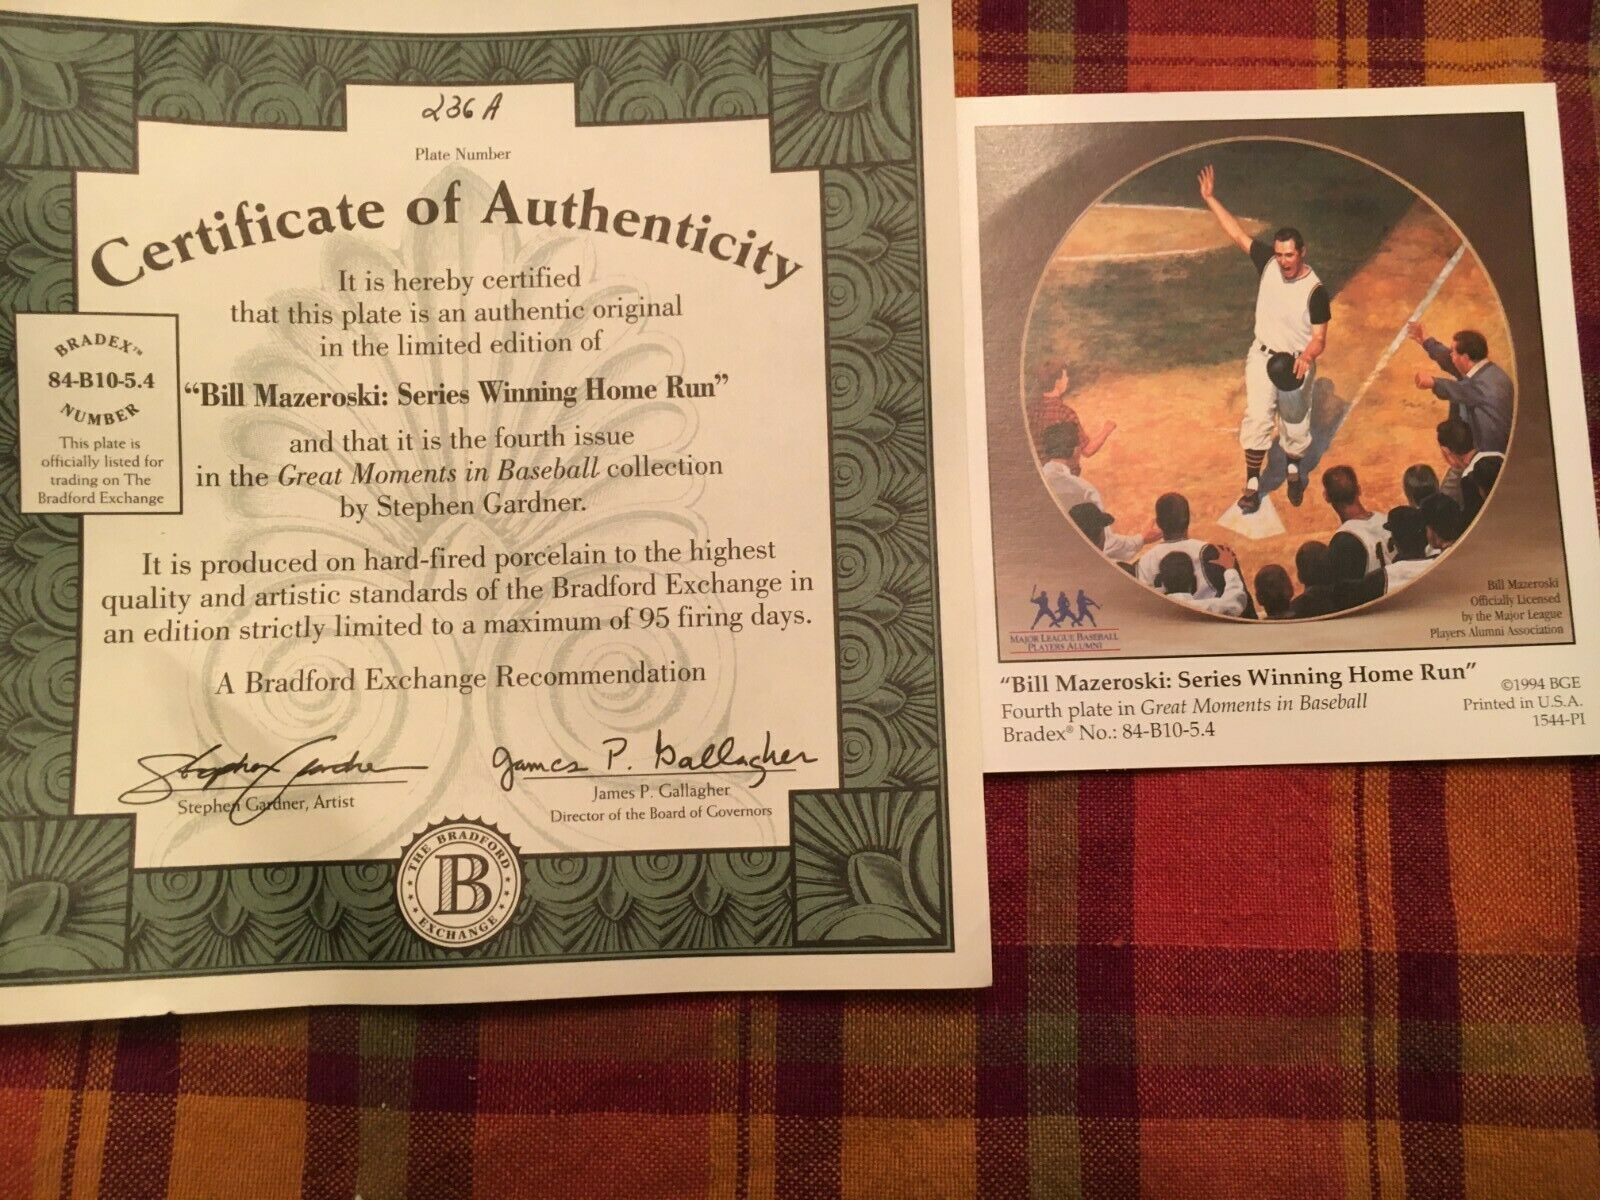 236 A
Plate Number
Certificate of Authenticity
It is hereby certified
that this plate is an authentic original
in the limited edition of
"Bill Mazeroski: Series Winning Home Run"
and that it is the fourth issue
in the Great Moments in Baseball collection
by Stephen Gardner.
It is produced on hard-fired porcelain to the highest
quality and artistic standards of the Bradford Exchange in
an edition strictly limited to a maximum of 95 firing days.
A Bradford Exchange Recommendation
BRADEX™
84-B10-5.4
NUMBER
This plate is
officially listed for
trading on The
Bradford Exchange
Stephen Gardner
Stephen Gardner, Artist
James P. Gallagher
James P. Gallagher
Director of the Board of Governors
THE BRADFORD
B
EXCHANGE
MAJOR LEAGUE BASEBALL
PLAYERS ALUMNI
Bill Mazeroski
Officially Licensed
by the Major League
Players Alumni Association
"Bill Mazeroski: Series Winning Home Run"
Fourth plate in Great Moments in Baseball
Bradex® No.: 84-B10-5.4
©1994 BGE
Printed in U.S.A.
1544-PI